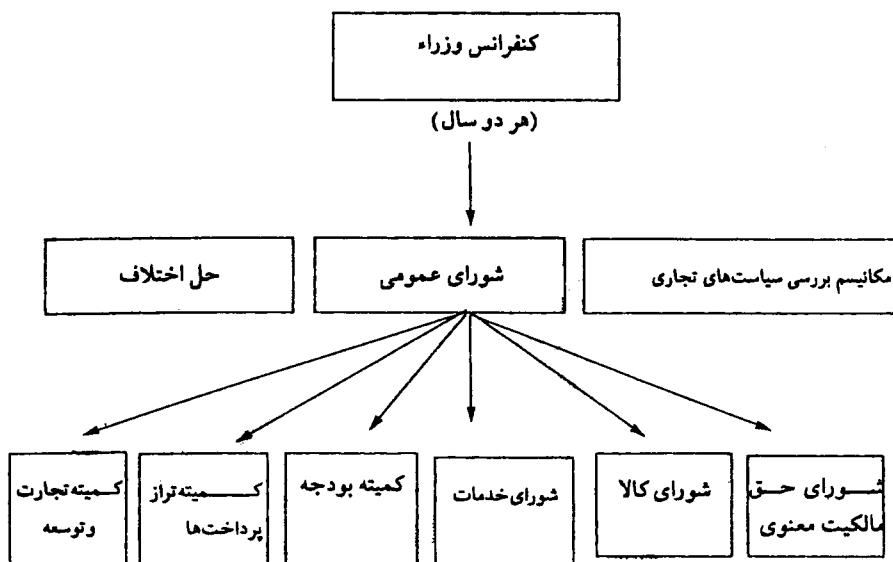 کنفرانس وزراء
(هر دو سال)
مکانیسم بررسی سیاست‌های تجاری
شورای عمومی
حل اختلاف
شورای حق
مالکیت معنوی
شورای کالا
شورای خدمات
کمیته بودجه
کمیته تراز
پرداخت‌ها
کمیته تجارت
و توسعه